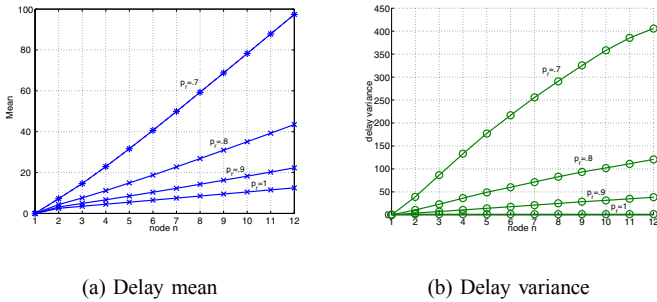 100
80
60
40
20
0
Mean
1 2 3 4 5 6 7 8 9 10 11 12
node n
p_r=.7
p_r=.8
p_r=.9
p_r=1
(a) Delay mean
450
400
350
300
250
200
150
100
50
0
delay variance
1 2 3 4 5 6 7 8 9 10 11 12
node n
p_r=.7
p_r=.8
p_r=.9
p_r=1
(b) Delay variance